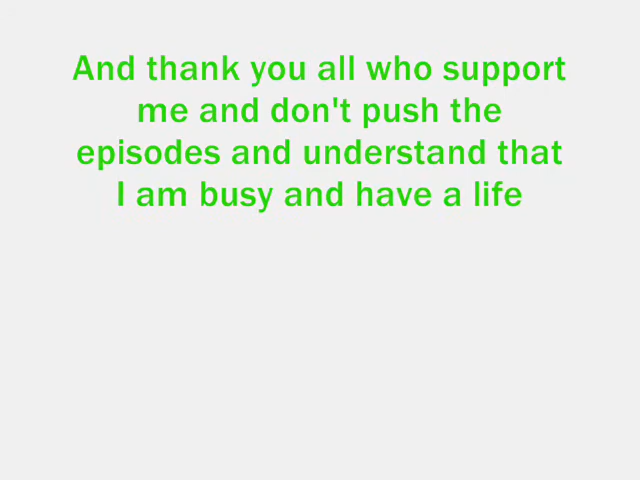 And thank you all who support
me and don't push the
episodes and understand that
I am busy and have a life